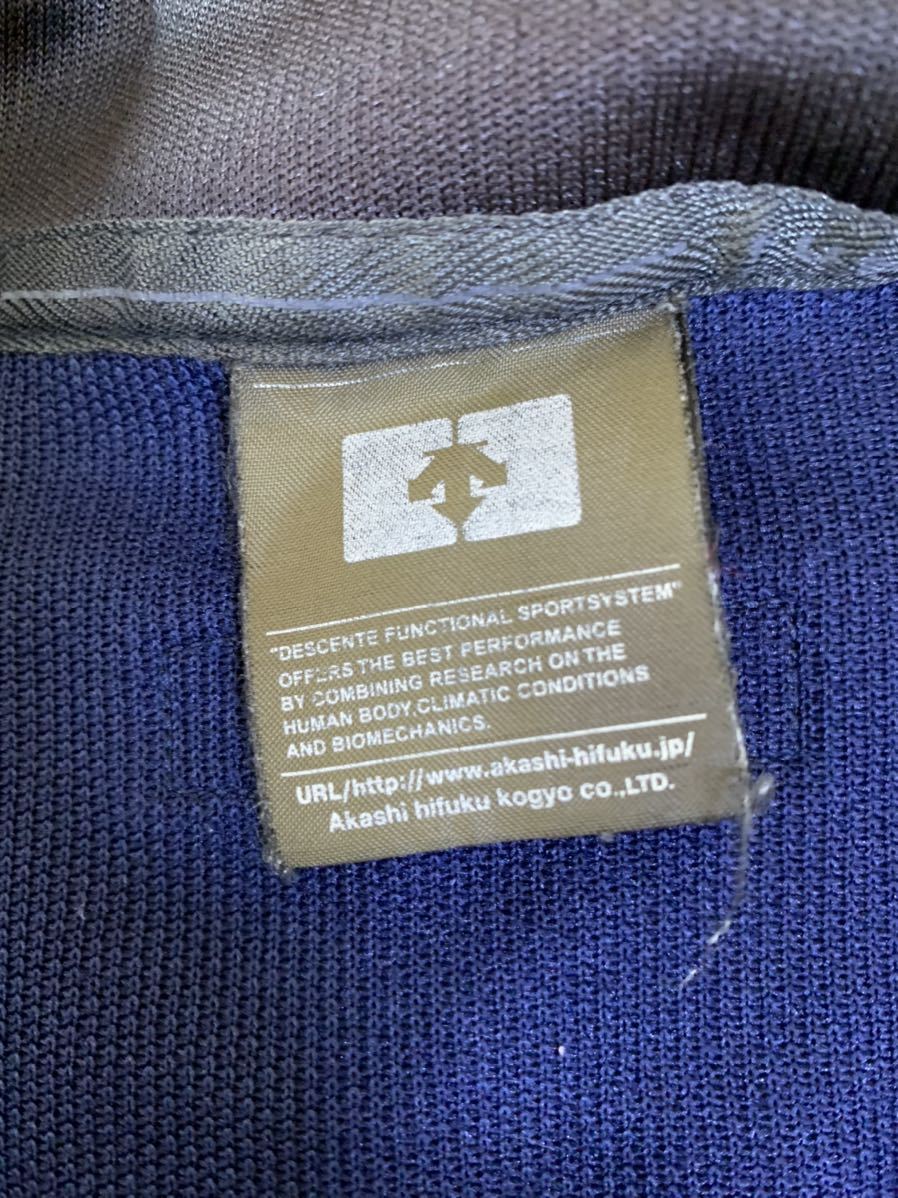 "DESCENTE FUNCTIONAL SPORTSYSTEM"
OFFERS THE BEST PERFORMANCE
BY COMBINING RESEARCH ON THE
HUMAN BODY,CLIMATIC CONDITIONS
AND BIOMECHANICS.
URL/http://www.akashi-hifuku.jp/
Akashi hifuku kogyo CO.,LTD.